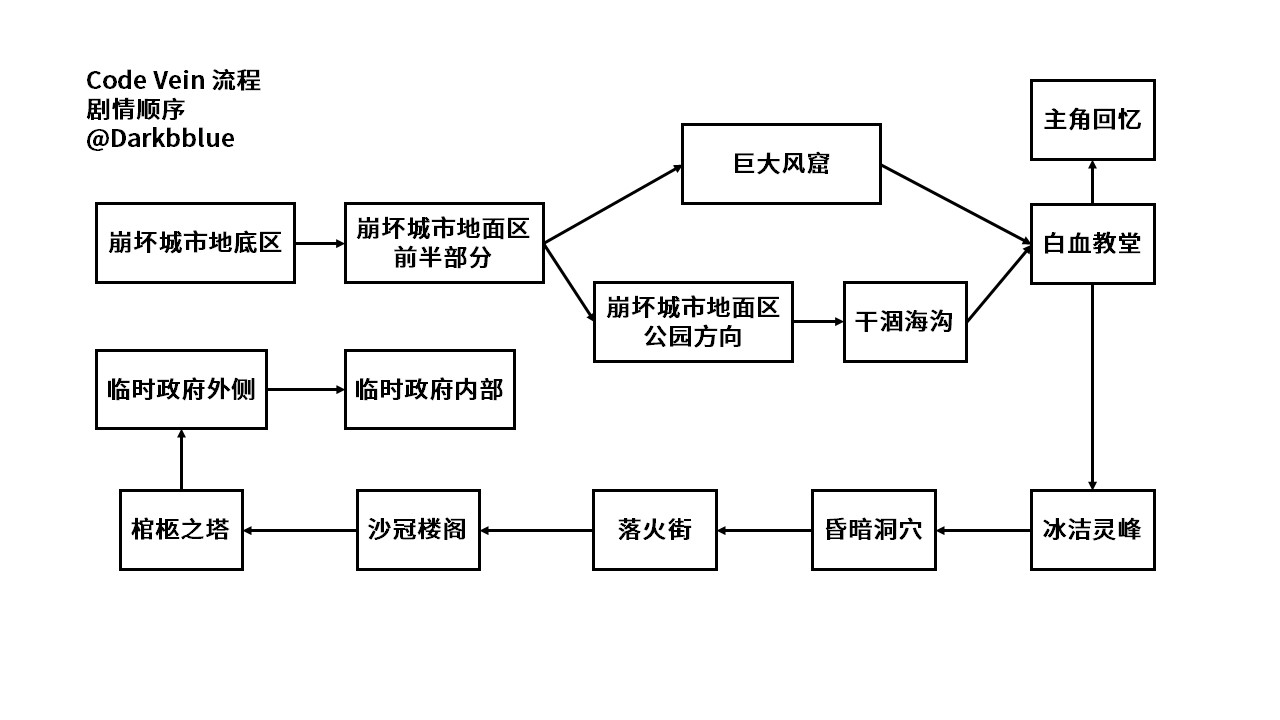 Code Vein 流程
剧情顺序
@Darkbblue
主角回忆
巨大风窟
崩坏城市地底区
崩坏城市地面区
前半部分
白血教堂
崩坏城市地面区
公园方向
干涸海沟
临时政府外侧
临时政府内部
棺柩之塔
沙冠楼阁
落火街
昏暗洞穴
冰洁灵峰